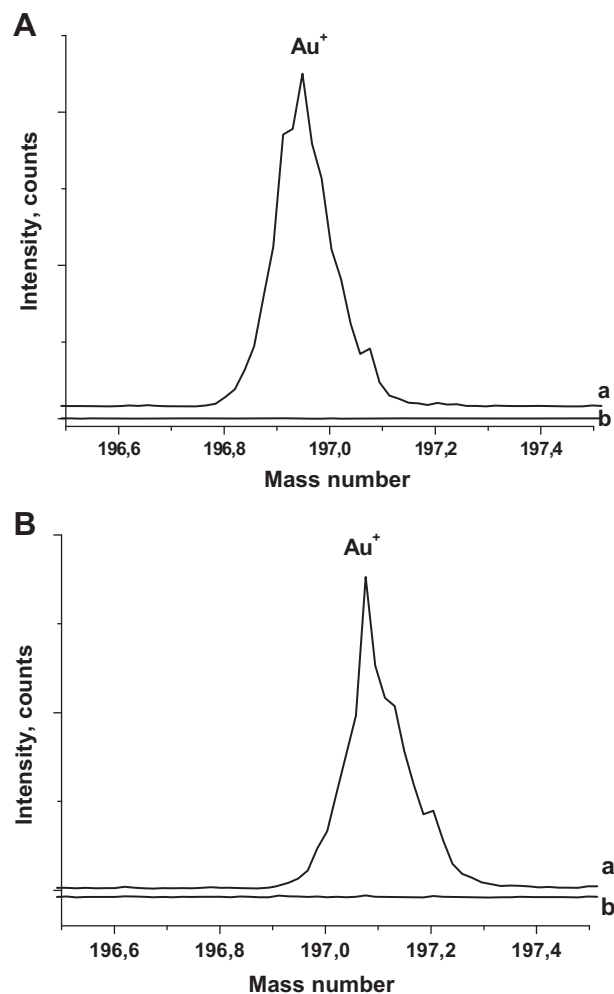 A
Au⁺
Intensity, counts
a
b
196,6 196,8 197,0 197,2 197,4
Mass number
B
Au⁺
Intensity, counts
a
b
196,6 196,8 197,0 197,2 197,4
Mass number